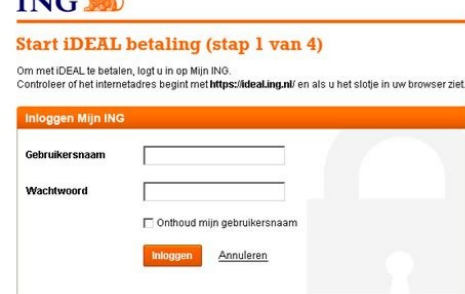 ING
Start iDEAL betaling (stap 1 van 4)
Om met iDEAL te betalen, logt u in op Mijn ING.
Controleer of het internetadres begint met https://ideal.ing.nl/ en als u het slotje in uw browser ziet.
Inloggen Mijn ING
Gebruikersnaam
Wachtwoord
Onthoud mijn gebruikersnaam
Inloggen Annuleren